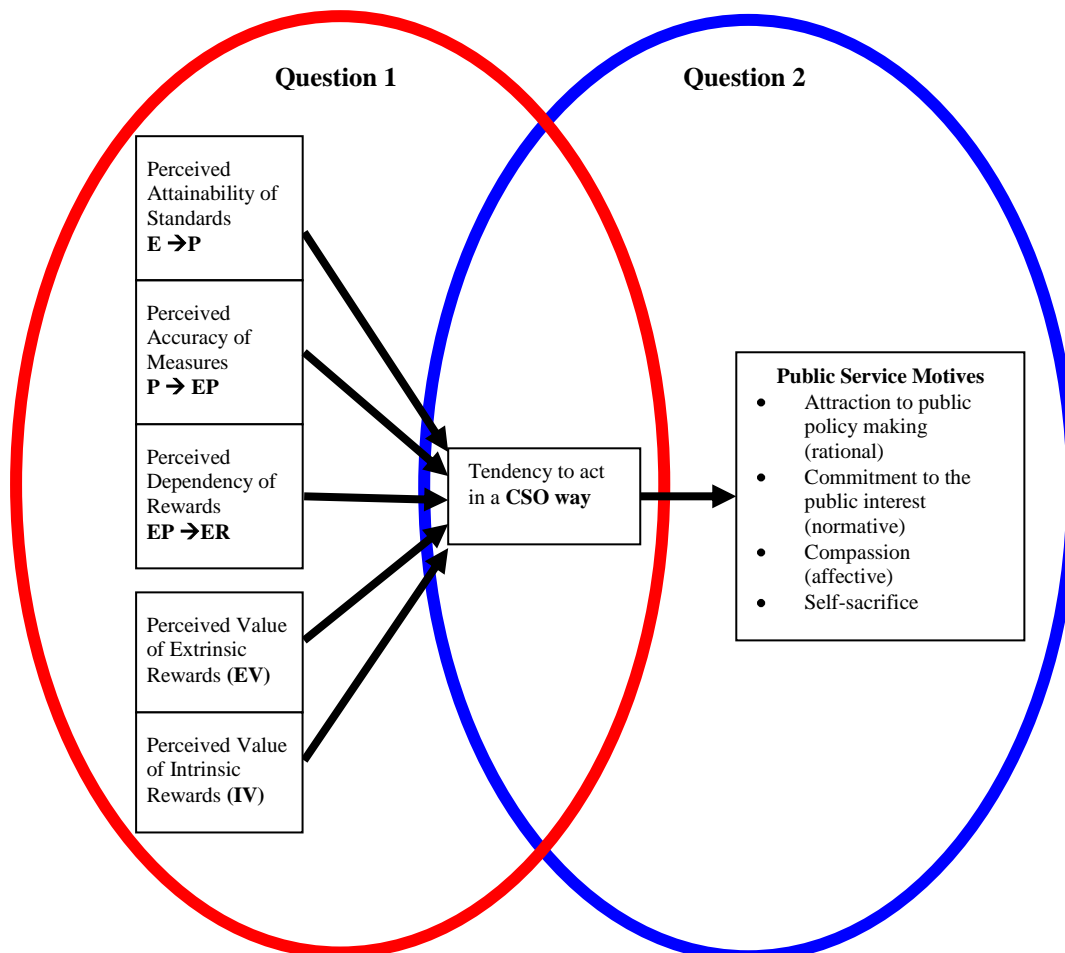 Question 1
Question 2
Perceived
Attainability of
Standards
E →P
Perceived
Accuracy of
Measures
P → EP
Perceived
Dependency of
Rewards
EP →ER
Perceived Value
of Extrinsic
Rewards (EV)
Perceived Value
of Intrinsic
Rewards (IV)
Tendency to act
in a CSO way
Public Service Motives
• Attraction to public
policy making
(rational)
• Commitment to the
public interest
(normative)
• Compassion
(affective)
• Self-sacrifice